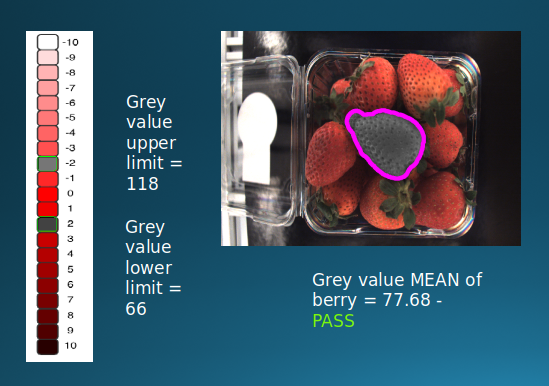 -10
-9
-8
-7
-6
-5
-4
-3
-2
-1
0
1
2
3
4
5
6
7
8
9
10
Grey
value
upper
limit =
118
Grey
value
lower
limit =
66
Grey value MEAN of
berry = 77.68 -
PASS